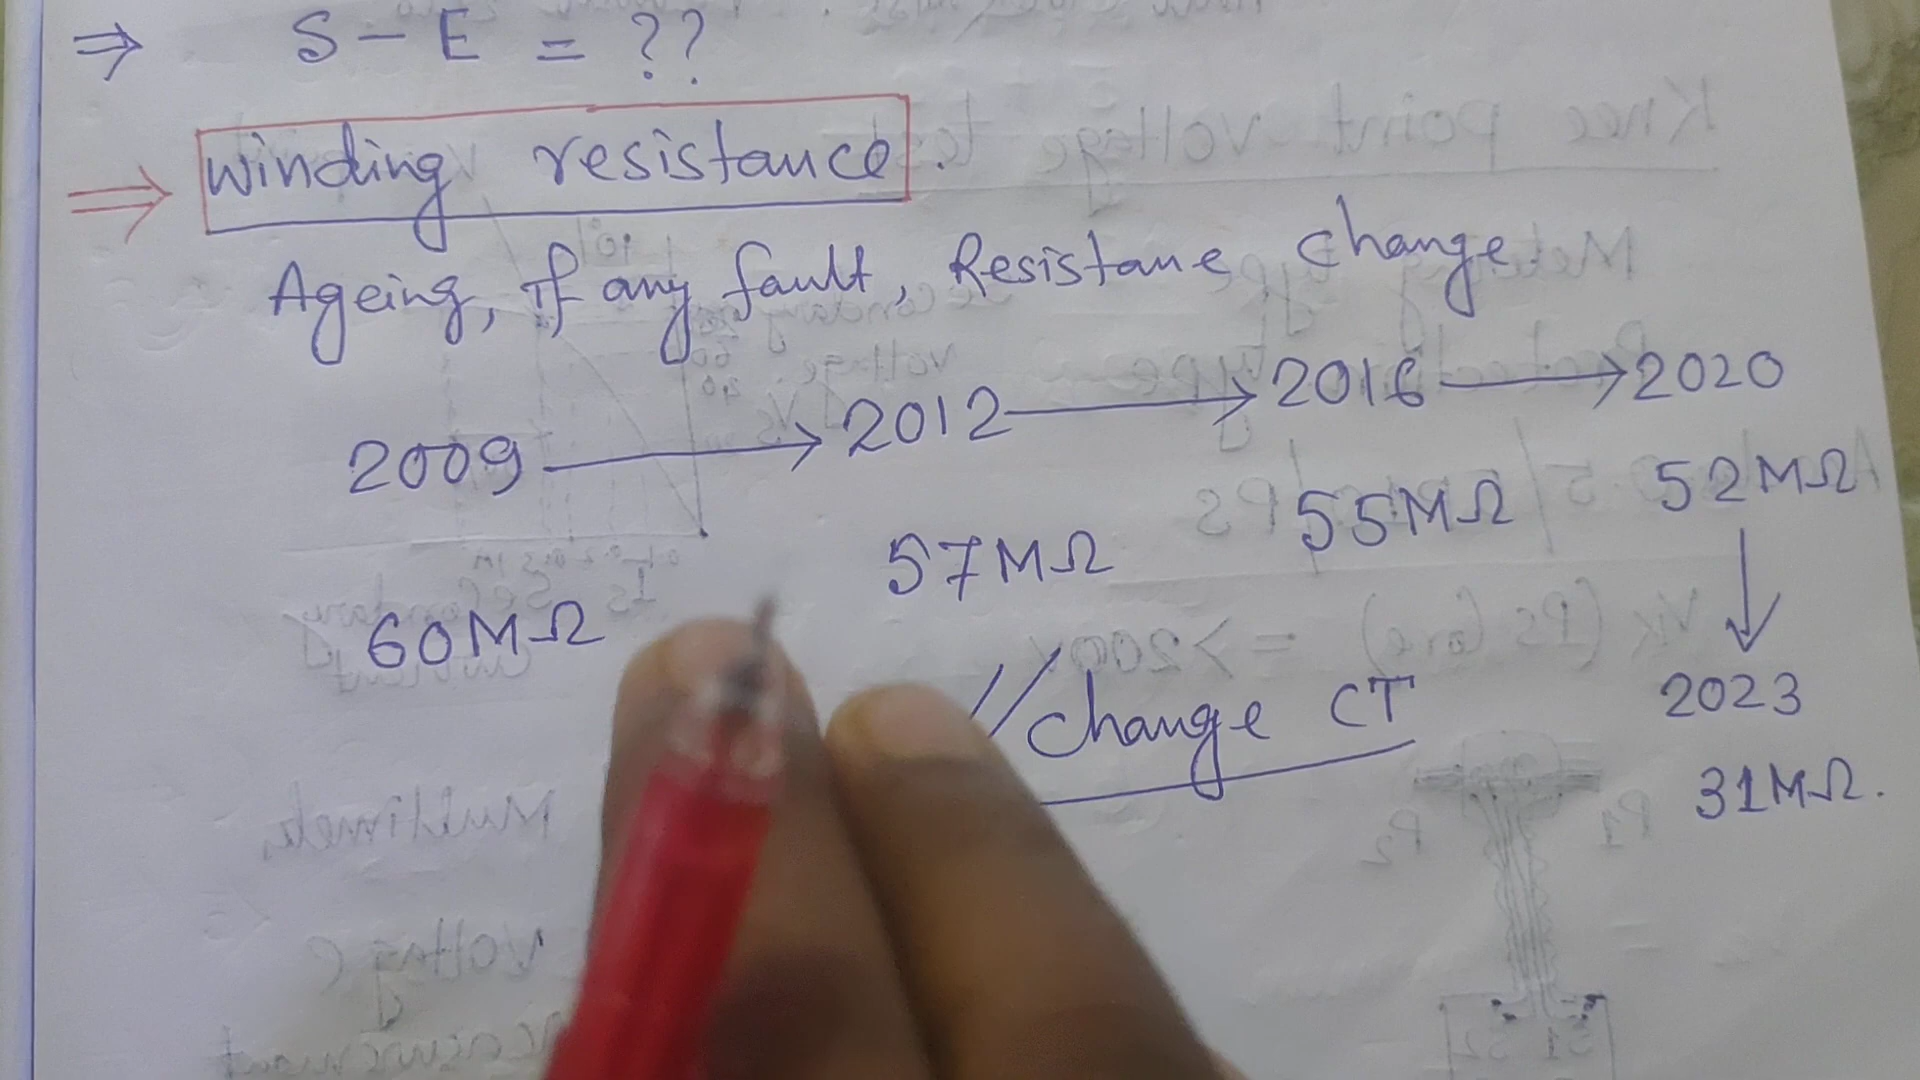 ⇒ S - E = ??
⇒ Winding resistance.
Ageing, if any fault, Resistane change
2009 → 2012 → 2016 → 2020
60MΩ 57MΩ 55MΩ 52MΩ
↓
2023
//change CT
31MΩ.